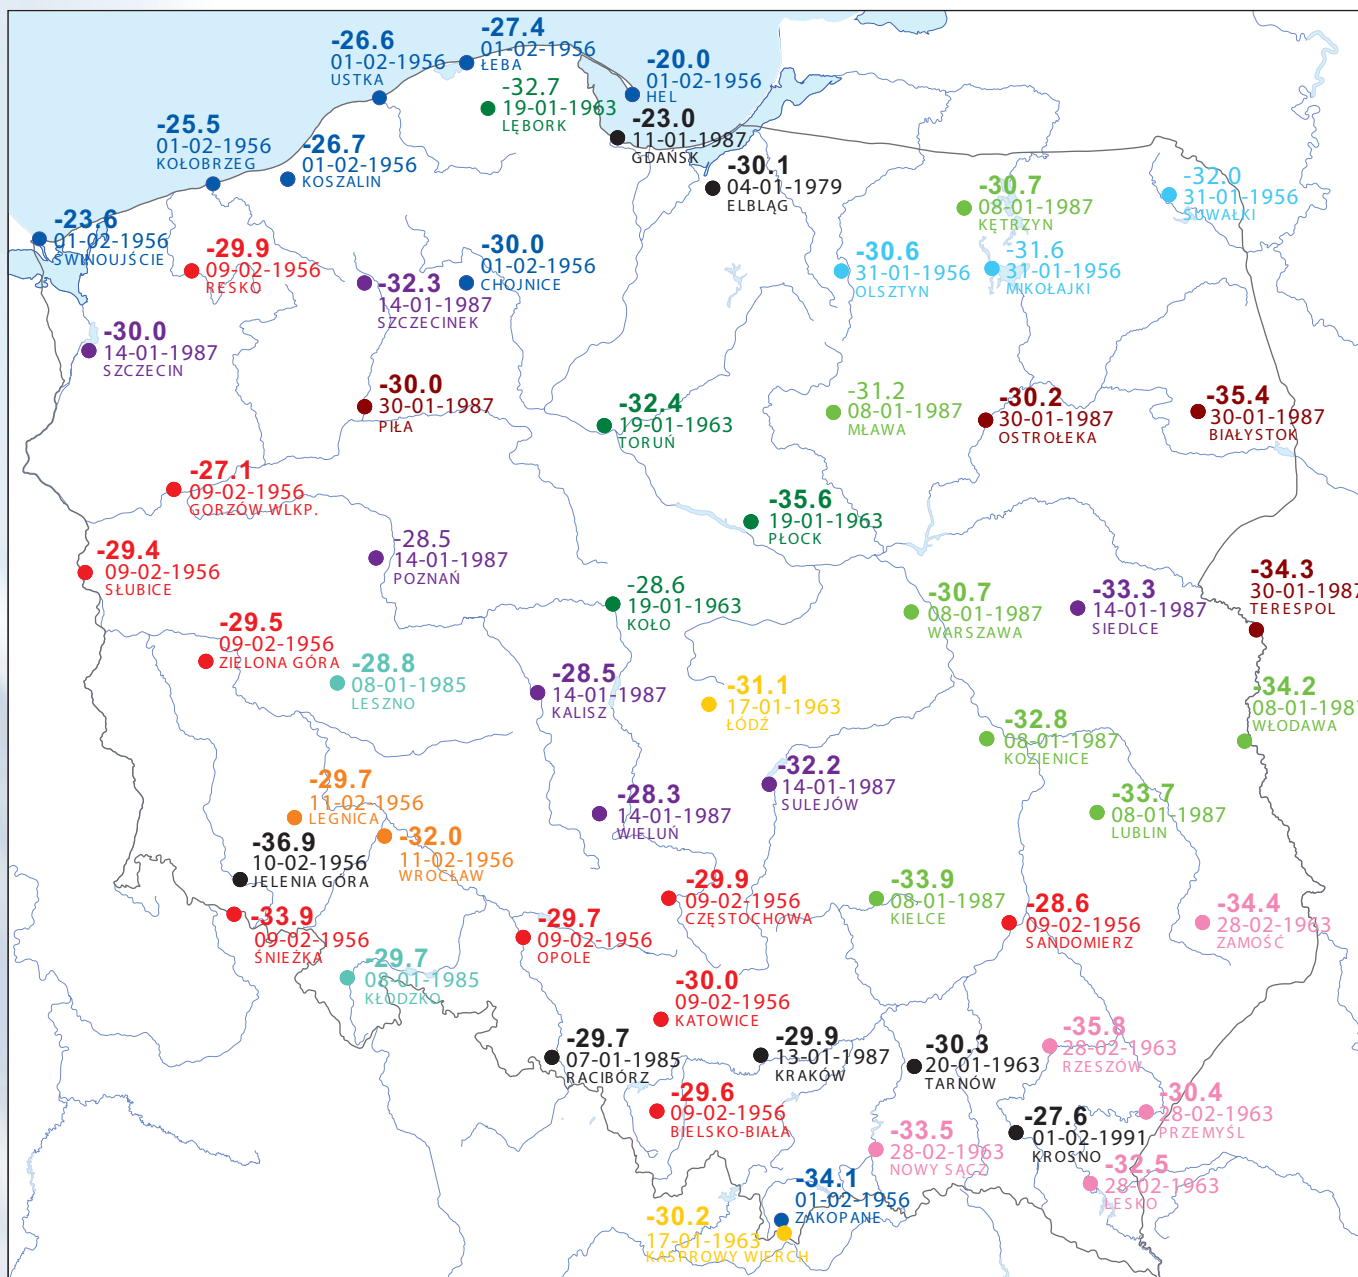 -26.6
01-02-1956
USTKA
-27.4
01-02-1956
ŁEBA
-20.0
01-02-1956
HEL
-32.7
19-01-1963
LĘBORK
-23.0
11-01-1987
GDAŃSK
-25.5
01-02-1956
KOŁOBRZEG
-26.7
01-02-1956
KOSZALIN
-30.1
04-01-1979
ELBLĄG
-30.7
08-01-1987
KĘTRZYN
-32.0
31-01-1956
SUWAŁKI
-23.6
01-02-1956
ŚWINOUJŚCIE
-29.9
09-02-1956
RESKO
-32.3
14-01-1987
SZCZECINEK
-30.0
01-02-1956
CHOJNICE
-30.6
31-01-1956
OLSZTYN
-31.6
31-01-1956
MIKOŁAJKI
-30.0
14-01-1987
SZCZECIN
-30.0
30-01-1987
PIŁA
-32.4
19-01-1963
TORUŃ
-31.2
08-01-1987
MŁAWA
-30.2
30-01-1987
OSTROŁEKA
-35.4
30-01-1987
BIAŁYSTOK
-27.1
09-02-1956
GORZÓW WLKP.
-35.6
19-01-1963
PŁOCK
-29.4
09-02-1956
SŁUBICE
-28.5
14-01-1987
POZNAŃ
-28.6
19-01-1963
KOŁO
-30.7
08-01-1987
WARSZAWA
-33.3
14-01-1987
SIEDLCE
-34.3
30-01-1987
TERESPOL
-29.5
09-02-1956
ZIELONA GÓRA
-28.8
08-01-1985
LESZNO
-28.5
14-01-1987
KALISZ
-31.1
17-01-1963
ŁÓDŹ
-32.8
08-01-1987
KOZIENICE
-34.2
08-01-1987
WŁODAWA
-29.7
11-02-1956
LEGNICA
-32.0
11-02-1956
WROCŁAW
-28.3
14-01-1987
WIELUŃ
-32.2
14-01-1987
SULEJÓW
-33.7
08-01-1987
LUBLIN
-36.9
10-02-1956
JELENIA GÓRA
-33.9
09-02-1956
ŚNIEŻKA
-29.7
08-01-1985
KŁODZKO
-29.7
09-02-1956
OPOLE
-29.9
09-02-1956
CZĘSTOCHOWA
-33.9
08-01-1987
KIELCE
-28.6
09-02-1956
SANDOMIERZ
-34.4
28-02-1963
ZAMOŚĆ
-30.0
09-02-1956
KATOWICE
-29.7
07-01-1985
RACIBÓRZ
-29.9
13-01-1987
KRAKÓW
-30.3
20-01-1963
TARNÓW
-35.8
28-02-1963
RZESZÓW
-29.6
09-02-1956
BIELSKO-BIAŁA
-33.5
28-02-1963
NOWY SĄCZ
-27.6
01-02-1991
KROSNO
-30.4
28-02-1963
PRZEMYŚL
-32.5
28-02-1963
LESKO
-34.1
01-02-1956
ZAKOPANE
-30.2
17-01-1963
KASPROWY WIERCH